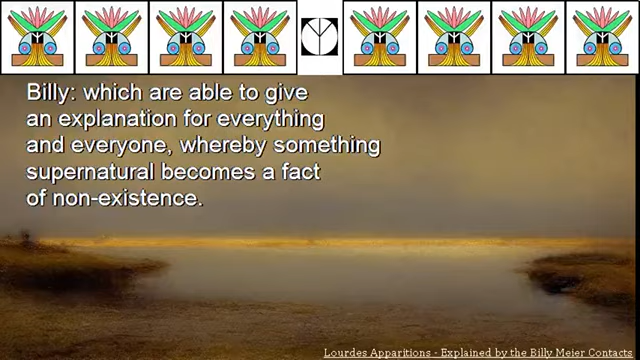 Billy: which are able to give
an explanation for everything
and everyone, whereby something
supernatural becomes a fact
of non-existence.
Lourdes Apparitions - Explained by the Billy Meier Contacts